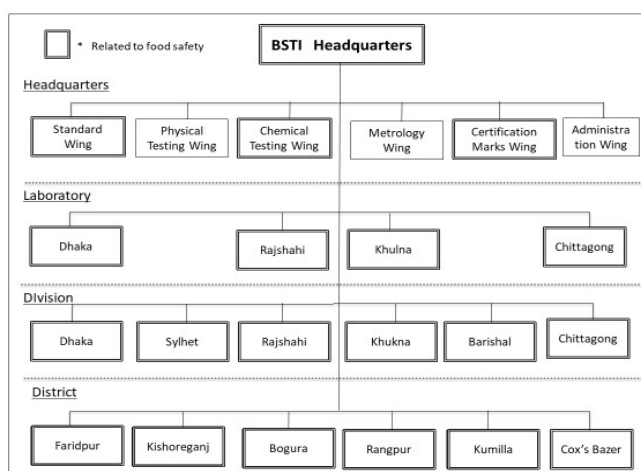 * Related to food safety
BSTI Headquarters
Headquarters
Standard
Wing
Physical
Testing Wing
Chemical
Testing Wing
Metrology
Wing
Certification
Marks Wing
Administra
tion Wing
Laboratory
Dhaka
Rajshahi
Khulna
Chittagong
DIvision
Dhaka
Sylhet
Rajshahi
Khukna
Barishal
Chittagong
District
Faridpur
Kishoreganj
Bogura
Rangpur
Kumilla
Cox's Bazer